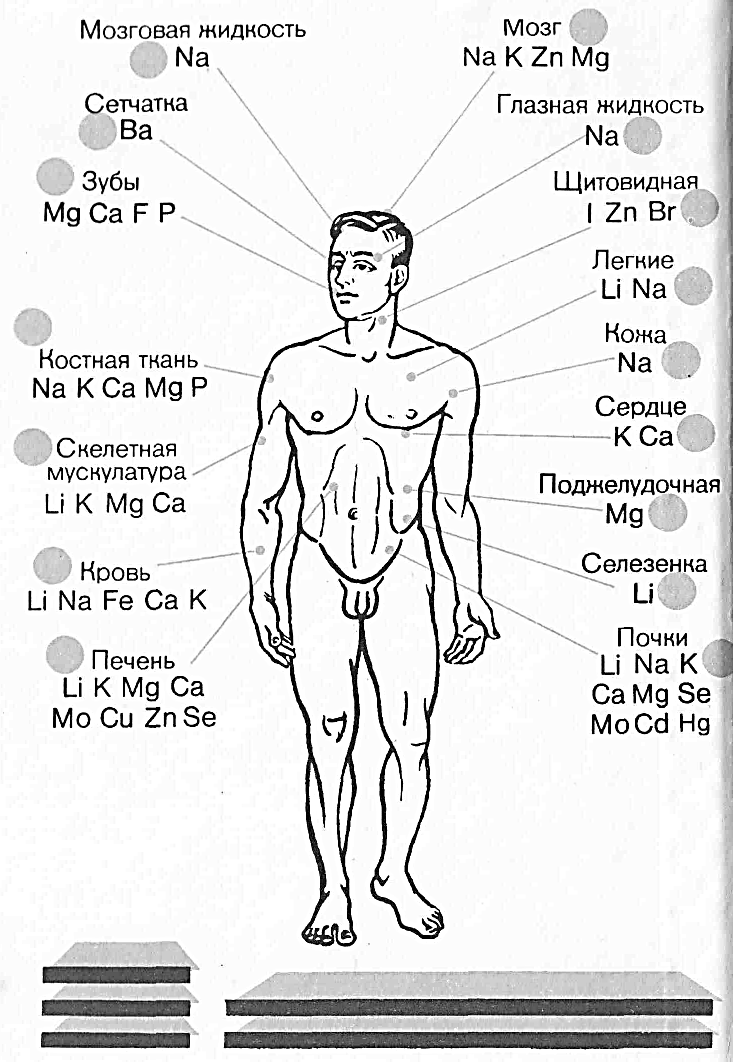 Мозговая жидкость
Na
Сетчатка
Ba
Зубы
Mg Ca F P
Костная ткань
Na K Ca Mg P
Скелетная
мускулатура
Li K Mg Ca
Кровь
Li Na Fe Ca K
Печень
Li K Mg Ca
Mo Cu Zn Se
Мозг
Na K Zn Mg
Глазная жидкость
Na
Щитовидная
I Zn Br
Легкие
Li Na
Кожа
Na
Сердце
K Ca
Поджелудочная
Mg
Селезенка
Li
Почки
Li Na K
Ca Mg Se
Mo Cd Hg